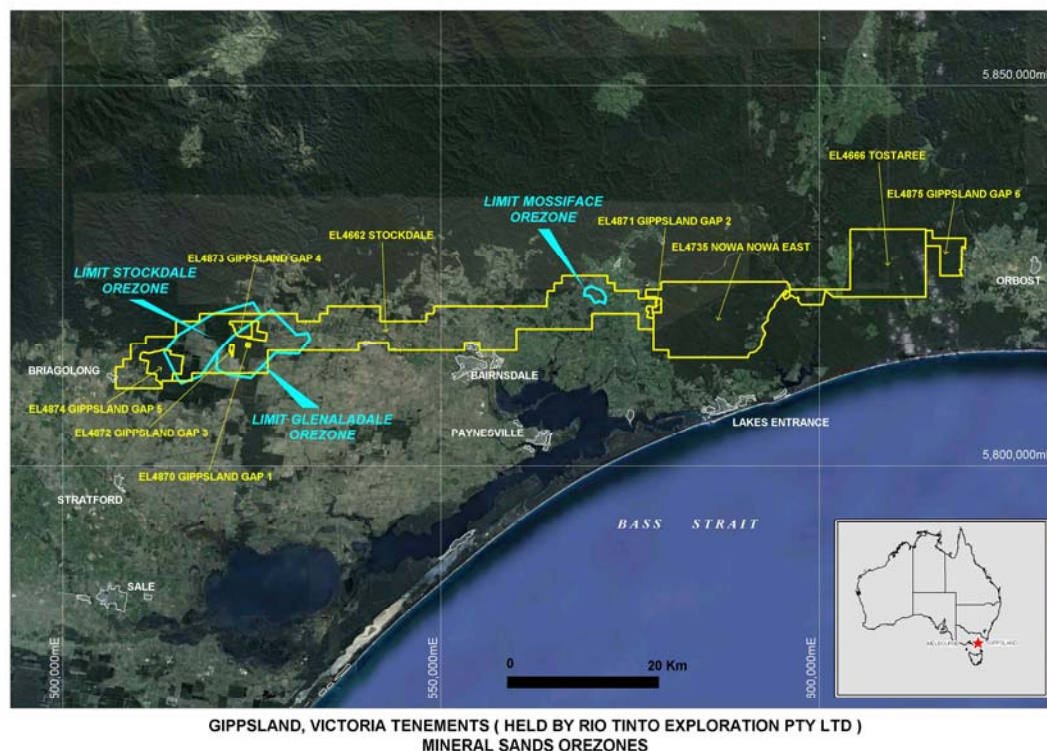 5,850,000mE
EL4666 TOSTAREE
EL4875 GIPPSLAND GAP 6
LIMIT MOSSIFACE
OREZONE
EL4871 GIPPSLAND GAP 2
EL4662 STOCKDALE
EL4735 NOWA NOWA EAST
EL4873 GIPPSLAND GAP 4
LIMIT STOCKDALE
OREZONE
ORBOST
BRIAGOLONG
BAIRNSDALE
EL4874 GIPPSLAND GAP 5
LIMIT GLENALADALE
OREZONE
LAKES ENTRANCE
EL4872 GIPPSLAND GAP 3
PAYNESVILLE
EL4870 GIPPSLAND GAP 1
5,800,000mE
STRATFORD
BASS STRAIT
SALE
MELBOURNE
GIPPSLAND
500,000mE
550,000mE
600,000mE
0 20 Km
GIPPSLAND, VICTORIA TENEMENTS ( HELD BY RIO TINTO EXPLORATION PTY LTD )
MINERAL SANDS OREZONES